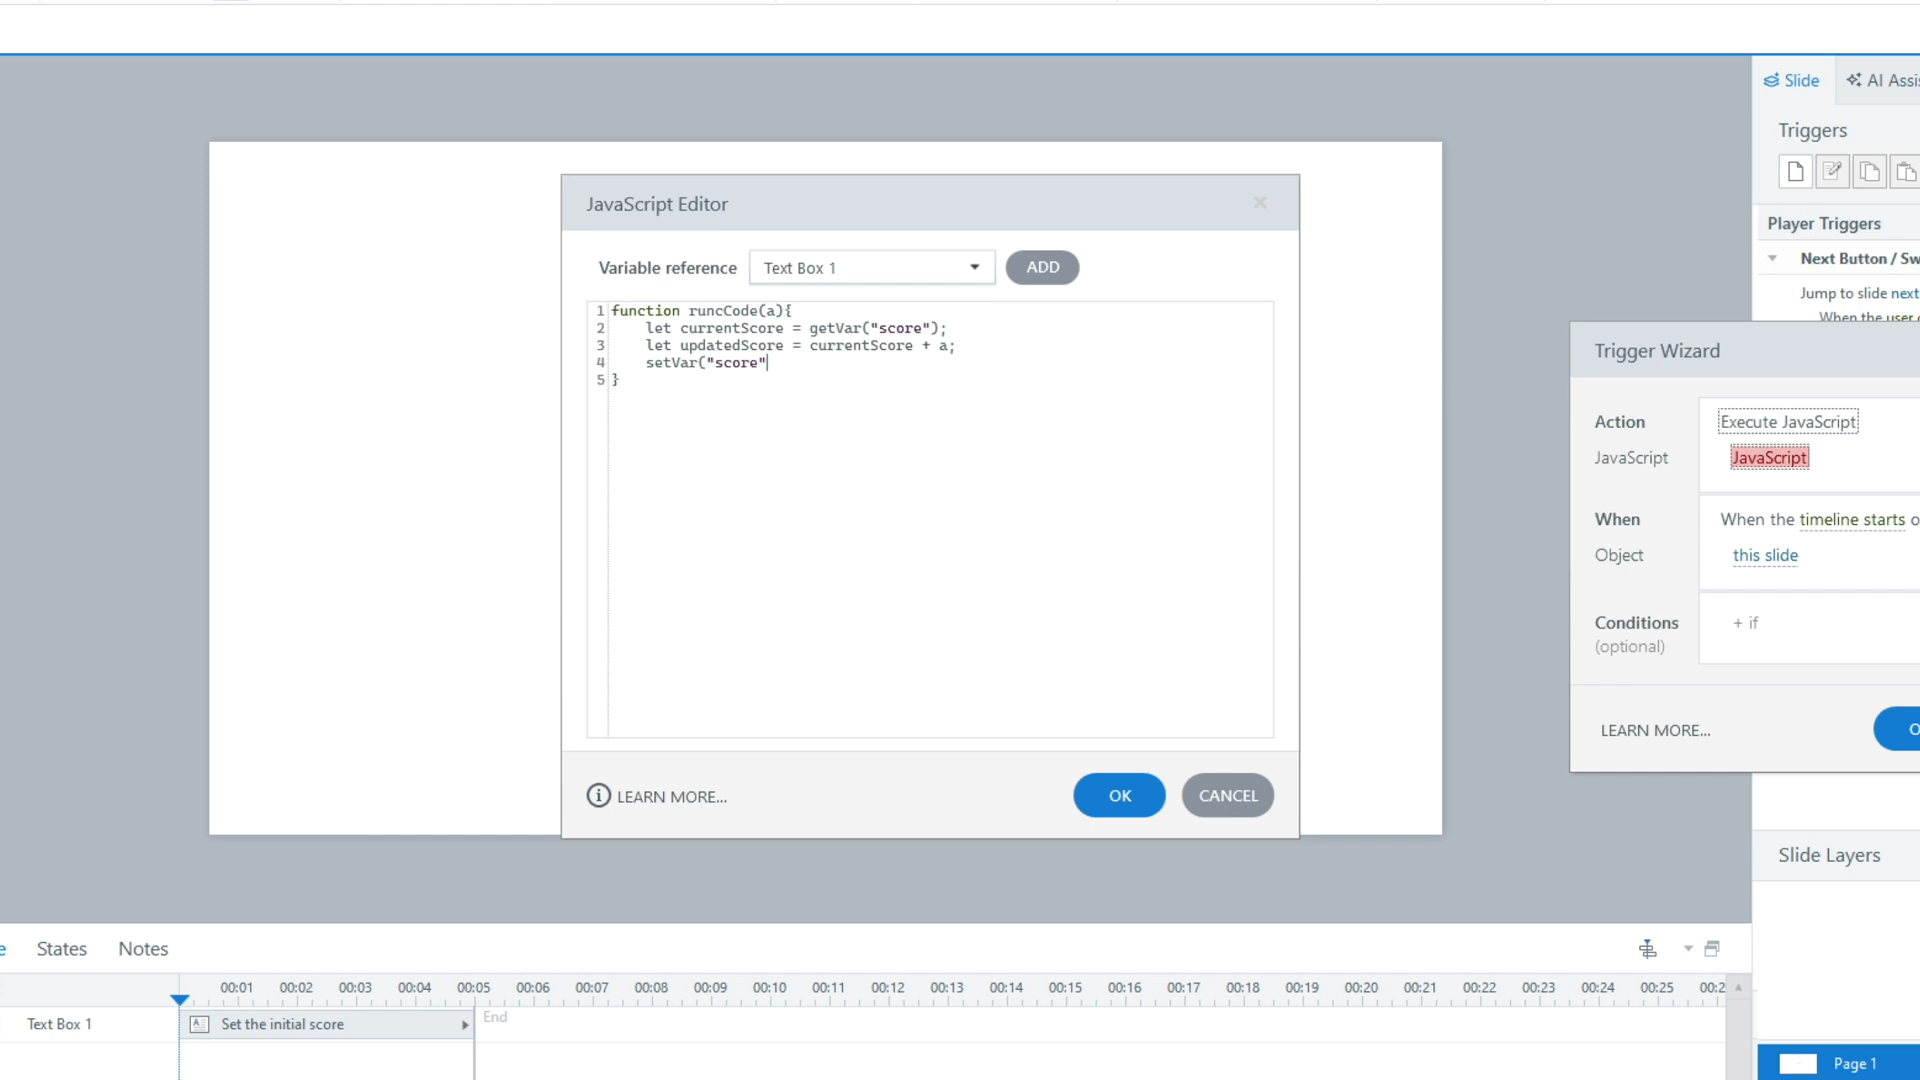 Slide
AI Assis
Triggers
Player Triggers
Next Button / Sw
Jump to slide next
When the user
JavaScript Editor
Variable reference
Text Box 1
ADD
1 function runcCode(a){
2 let currentScore = getVar("score");
3 let updatedScore = currentScore + a;
4 setVar("score"
5 }
LEARN MORE...
OK
CANCEL
Trigger Wizard
Action
Execute JavaScript
JavaScript
JavaScript
When
When the timeline starts o
Object
this slide
Conditions
+ if
(optional)
LEARN MORE...
O
Slide Layers
e
States
Notes
00:01 00:02 00:03 00:04 00:05 00:06 00:07 00:08 00:09 00:10 00:11 00:12 00:13 00:14 00:15 00:16 00:17 00:18 00:19 00:20 00:21 00:22 00:23 00:24 00:25 00:2
Text Box 1
Set the initial score
End
Page 1